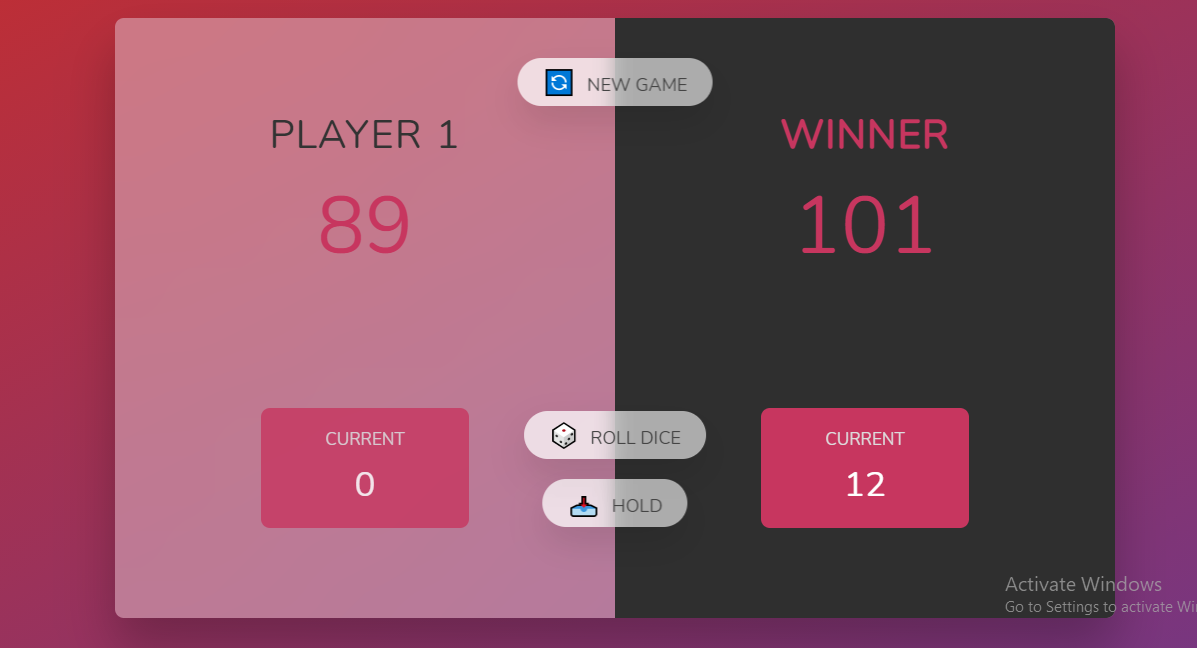 NEW GAME
PLAYER 1
89
WINNER
101
CURRENT
0
ROLL DICE
HOLD
CURRENT
12
Activate Windows
Go to Settings to activate Wi